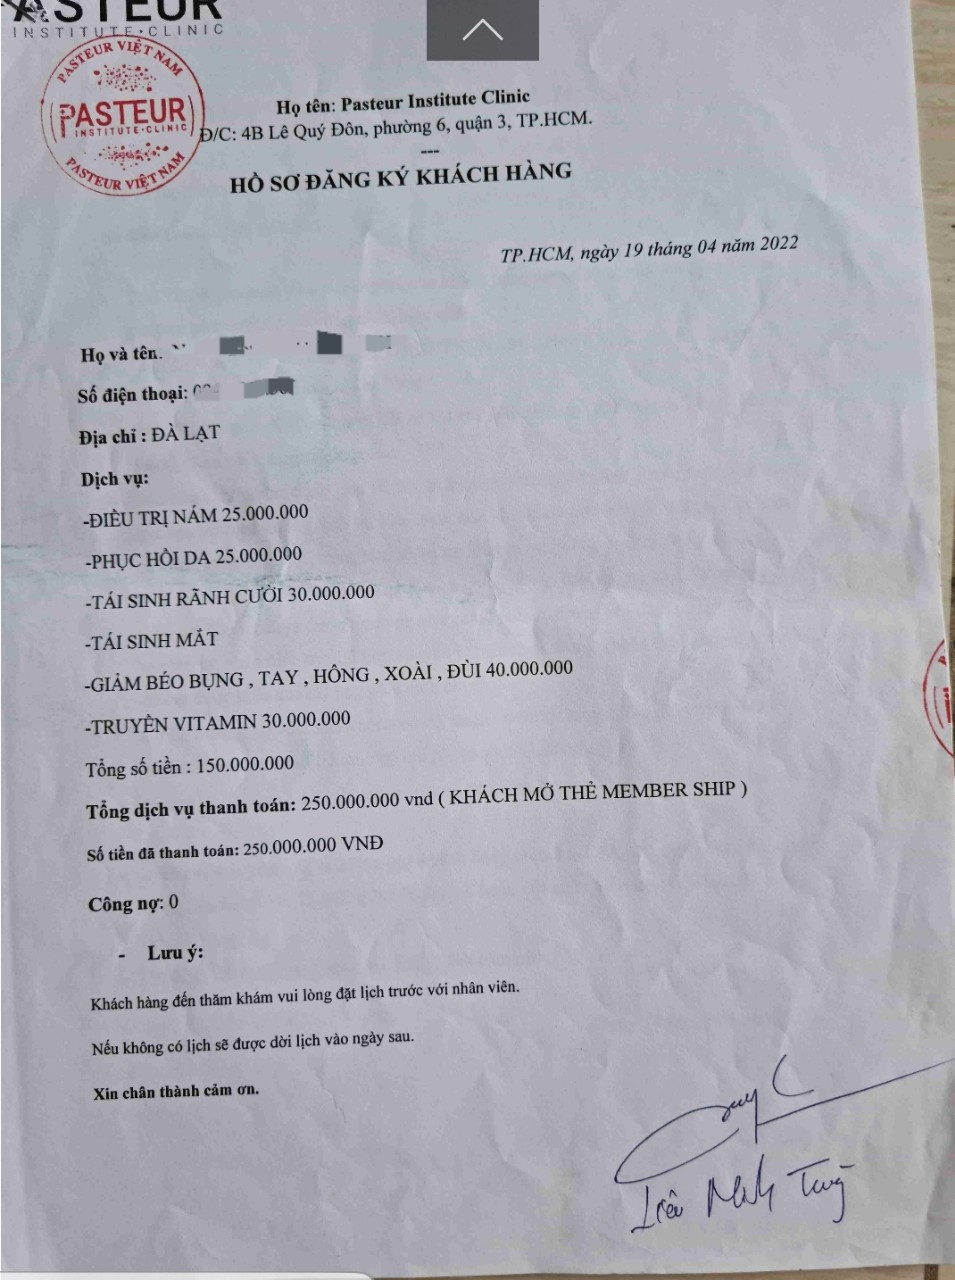 PASTEUR
INSTITUTE·CLINIC
PASTEUR VIỆT NAM
PASTEUR
INSTITUTE·CLINIC
PASTEUR VIỆT NAM
Họ tên: Pasteur Institute Clinic
Đ/C: 4B Lê Quý Đôn, phường 6, quận 3, TP.HCM.
---
HỒ SƠ ĐĂNG KÝ KHÁCH HÀNG
TP.HCM, ngày 19 tháng 04 năm 2022
Họ và tên.
Số điện thoại:
Địa chỉ : ĐÀ LẠT
Dịch vụ:
-ĐIỀU TRỊ NÁM 25.000.000
-PHỤC HỒI DA 25.000.000
-TÁI SINH RÃNH CƯỜI 30.000.000
-TÁI SINH MẮT
-GIẢM BÉO BỤNG , TAY , HÔNG , XOÀI , ĐÙI 40.000.000
-TRUYỀN VITAMIN 30.000.000
Tổng số tiền : 150.000.000
Tổng dịch vụ thanh toán: 250.000.000 vnd ( KHÁCH MỞ THẺ MEMBER SHIP )
Số tiền đã thanh toán: 250.000.000 VNĐ
Công nợ: 0
- Lưu ý:
Khách hàng đến thăm khám vui lòng đặt lịch trước với nhân viên.
Nếu không có lịch sẽ được dời lịch vào ngày sau.
Xin chân thành cảm ơn.